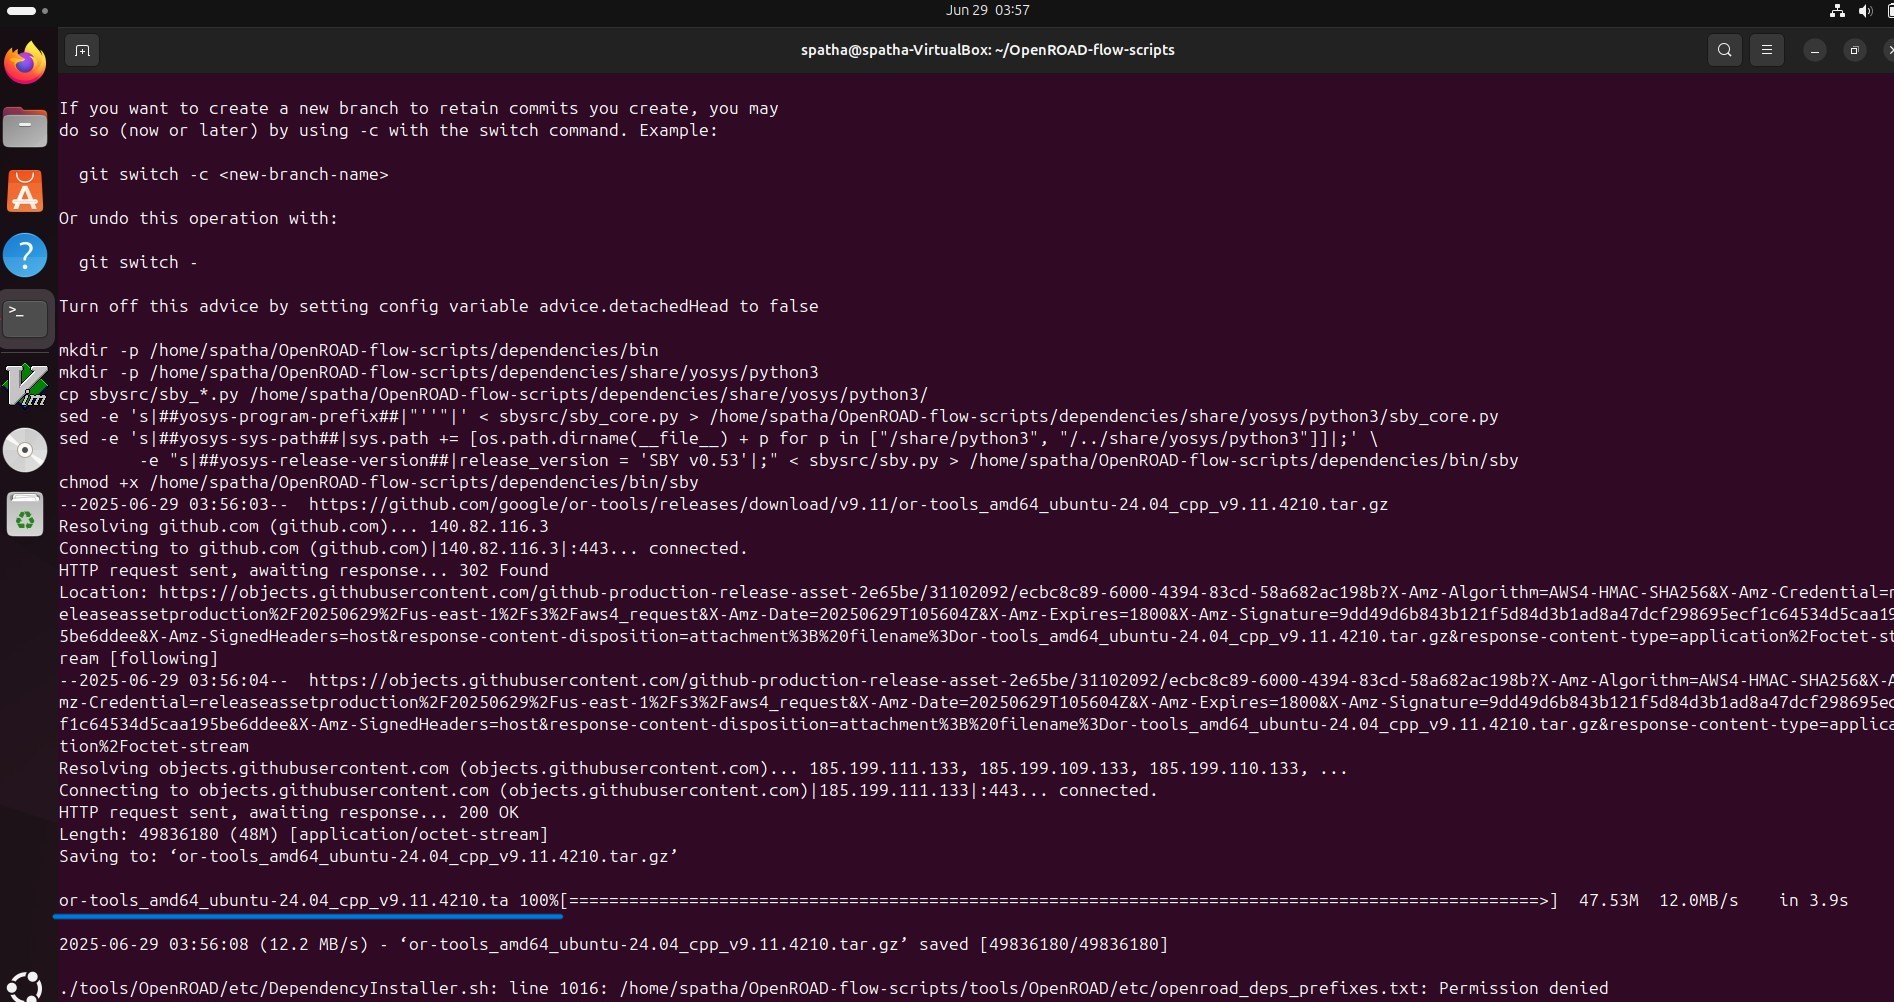 Jun 29 03:57
spatha@spatha-VirtualBox: ~/OpenROAD-flow-scripts
If you want to create a new branch to retain commits you create, you may
do so (now or later) by using -c with the switch command. Example:
git switch -c <new-branch-name>
Or undo this operation with:
git switch -
Turn off this advice by setting config variable advice.detachedHead to false
mkdir -p /home/spatha/OpenROAD-flow-scripts/dependencies/bin
mkdir -p /home/spatha/OpenROAD-flow-scripts/dependencies/share/yosys/python3
cp sbysrc/sby_*.py /home/spatha/OpenROAD-flow-scripts/dependencies/share/yosys/python3/
sed -e 's|##yosys-program-prefix##|"''"|' < sbysrc/sby_core.py > /home/spatha/OpenROAD-flow-scripts/dependencies/share/yosys/python3/sby_core.py
sed -e 's|##yosys-sys-path##|sys.path += [os.path.dirname(__file__) + p for p in ["/share/python3", "/../share/yosys/python3"]]|;' \
-e "s|##yosys-release-version##|release_version = 'SBY v0.53'|;" < sbysrc/sby.py > /home/spatha/OpenROAD-flow-scripts/dependencies/bin/sby
chmod +x /home/spatha/OpenROAD-flow-scripts/dependencies/bin/sby
--2025-06-29 03:56:03--  https://github.com/google/or-tools/releases/download/v9.11/or-tools_amd64_ubuntu-24.04_cpp_v9.11.4210.tar.gz
Resolving github.com (github.com)... 140.82.116.3
Connecting to github.com (github.com)|140.82.116.3|:443... connected.
HTTP request sent, awaiting response... 302 Found
Location: https://objects.githubusercontent.com/github-production-release-asset-2e65be/31102092/ecbc8c89-6000-4394-83cd-58a682ac198b?X-Amz-Algorithm=AWS4-HMAC-SHA256&X-Amz-Credential=r
eleaseassetproduction%2F20250629%2Fus-east-1%2Fs3%2Faws4_request&X-Amz-Date=20250629T105604Z&X-Amz-Expires=1800&X-Amz-Signature=9dd49d6b843b121f5d84d3b1ad8a47dcf298695ecf1c64534d5caa19
5be6ddee&X-Amz-SignedHeaders=host&response-content-disposition=attachment%3B%20filename%3Dor-tools_amd64_ubuntu-24.04_cpp_v9.11.4210.tar.gz&response-content-type=application%2Foctet-st
ream [following]
--2025-06-29 03:56:04--  https://objects.githubusercontent.com/github-production-release-asset-2e65be/31102092/ecbc8c89-6000-4394-83cd-58a682ac198b?X-Amz-Algorithm=AWS4-HMAC-SHA256&X-A
mz-Credential=releaseassetproduction%2F20250629%2Fus-east-1%2Fs3%2Faws4_request&X-Amz-Date=20250629T105604Z&X-Amz-Expires=1800&X-Amz-Signature=9dd49d6b843b121f5d84d3b1ad8a47dcf298695ec
f1c64534d5caa195be6ddee&X-Amz-SignedHeaders=host&response-content-disposition=attachment%3B%20filename%3Dor-tools_amd64_ubuntu-24.04_cpp_v9.11.4210.tar.gz&response-content-type=applica
tion%2Foctet-stream
Resolving objects.githubusercontent.com (objects.githubusercontent.com)... 185.199.111.133, 185.199.109.133, 185.199.110.133, ...
Connecting to objects.githubusercontent.com (objects.githubusercontent.com)|185.199.111.133|:443... connected.
HTTP request sent, awaiting response... 200 OK
Length: 49836180 (48M) [application/octet-stream]
Saving to: ‘or-tools_amd64_ubuntu-24.04_cpp_v9.11.4210.tar.gz’
or-tools_amd64_ubuntu-24.04_cpp_v9.11.4210.ta 100%[=================================================================================================>]  47.53M  12.0MB/s    in 3.9s
2025-06-29 03:56:08 (12.2 MB/s) - ‘or-tools_amd64_ubuntu-24.04_cpp_v9.11.4210.tar.gz’ saved [49836180/49836180]
./tools/OpenROAD/etc/DependencyInstaller.sh: line 1016: /home/spatha/OpenROAD-flow-scripts/tools/OpenROAD/etc/openroad_deps_prefixes.txt: Permission denied